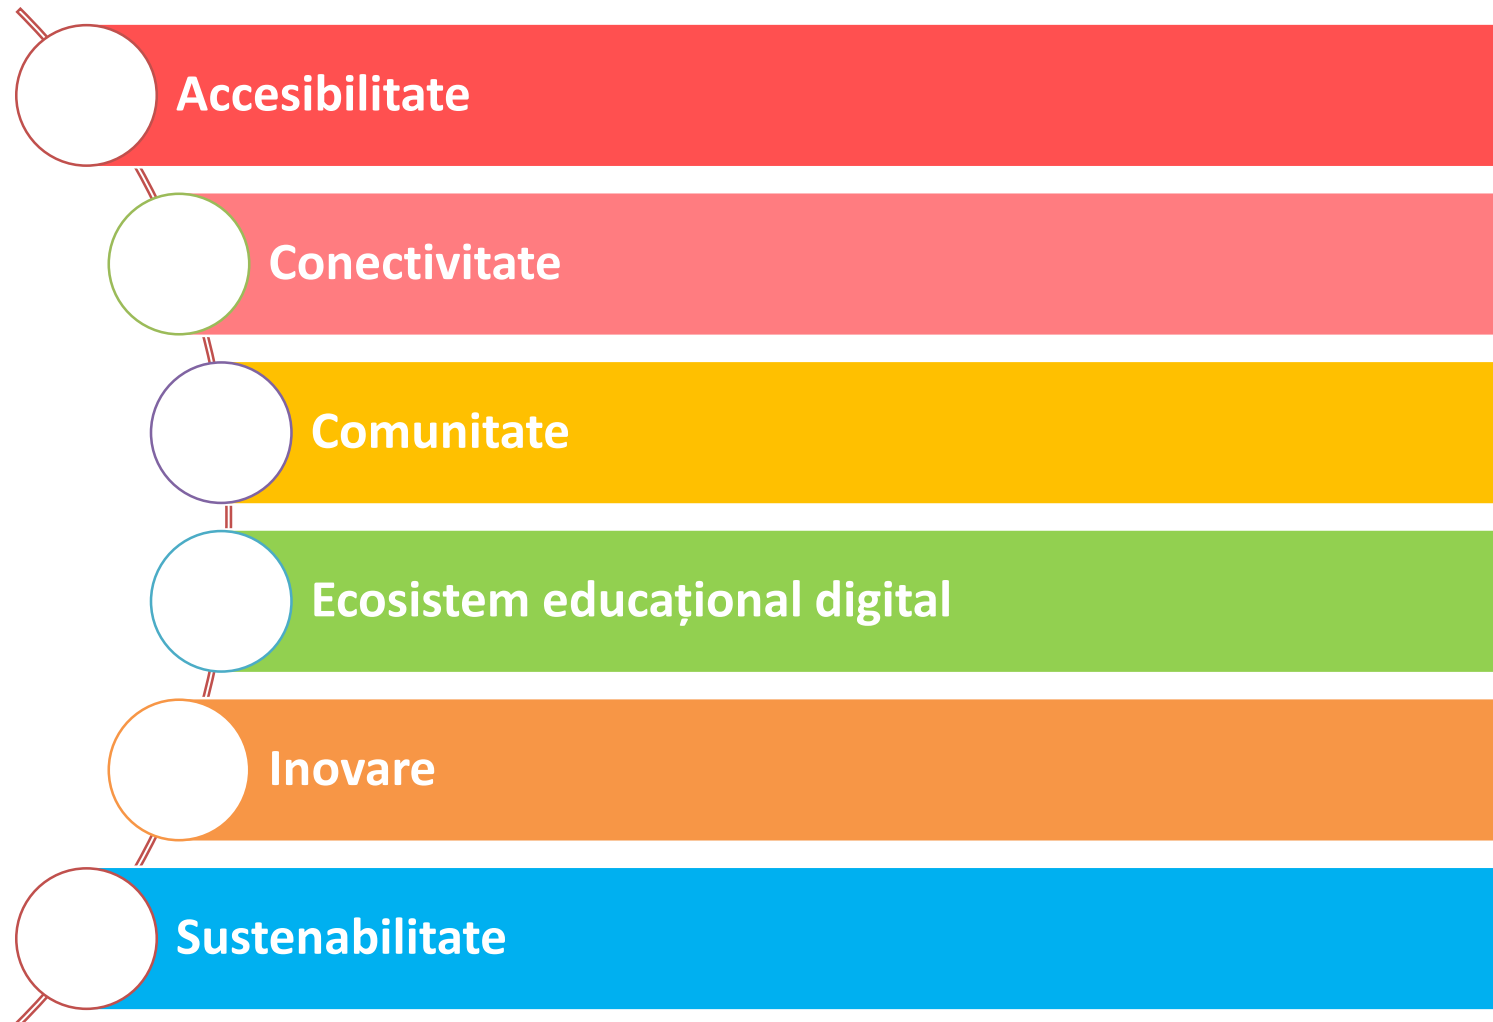 Accesibilitate
Conectivitate
Comunitate
Ecosistem educațional digital
Inovare
Sustenabilitate